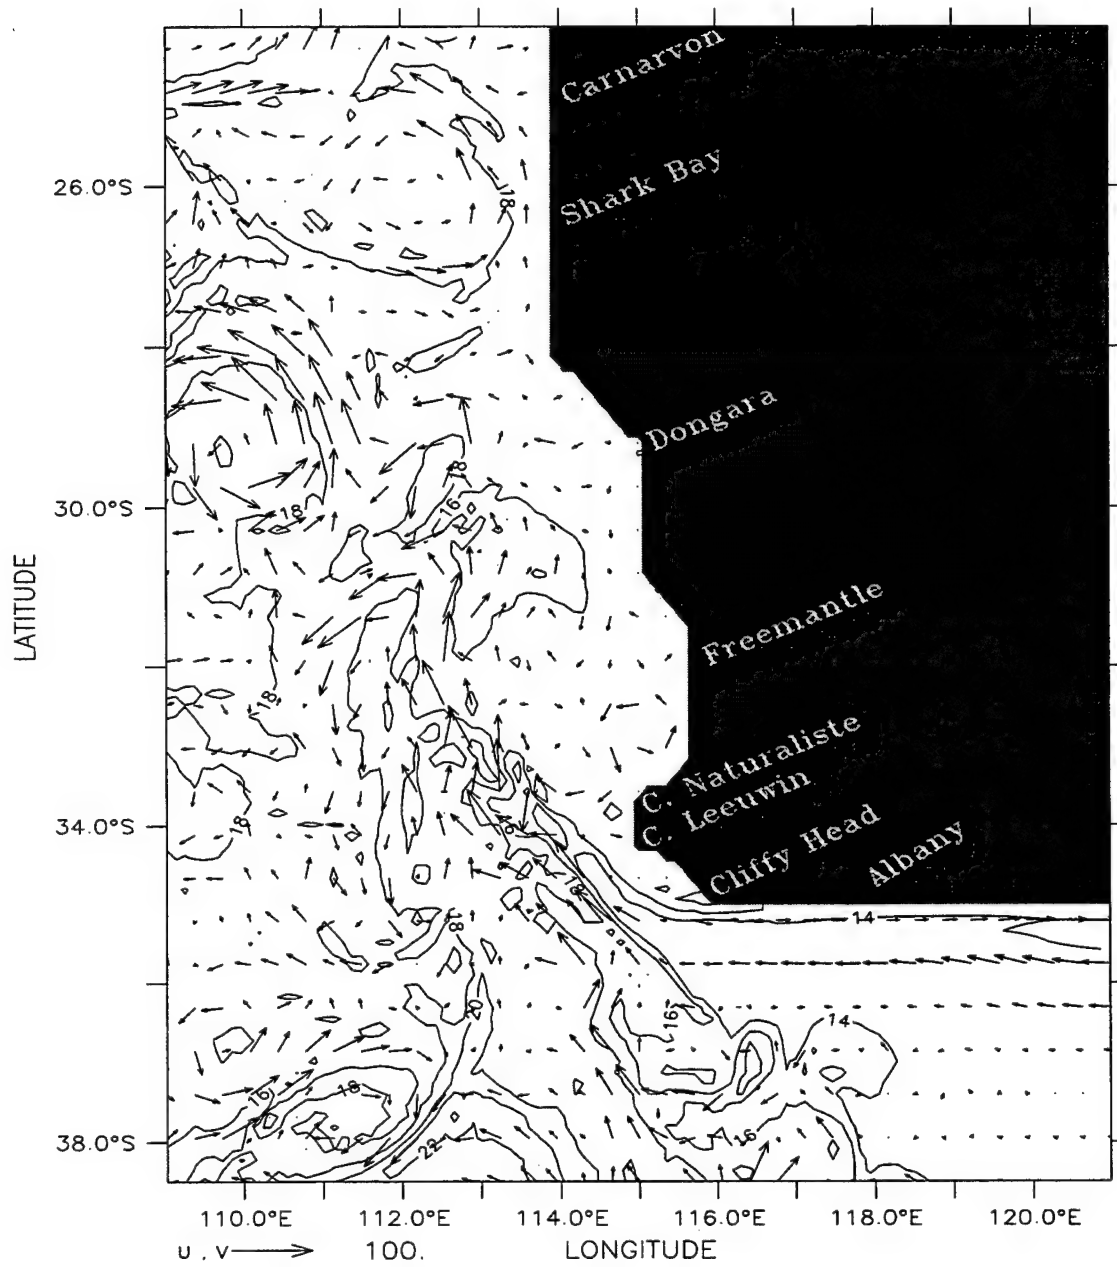 Carnarvon
26.0°S
Shark Bay
18
Dongara
18
16
30.0°S
18
LATITUDE
Freemantle
18
C. Naturaliste
C. Leeuwin
18
34.0°S
16
Cliffy Head
Albany
18
18
14
20
16
14
16
18
16
38.0°S
22
110.0°E 112.0°E 114.0°E 116.0°E 118.0°E 120.0°E
u , v 100. LONGITUDE